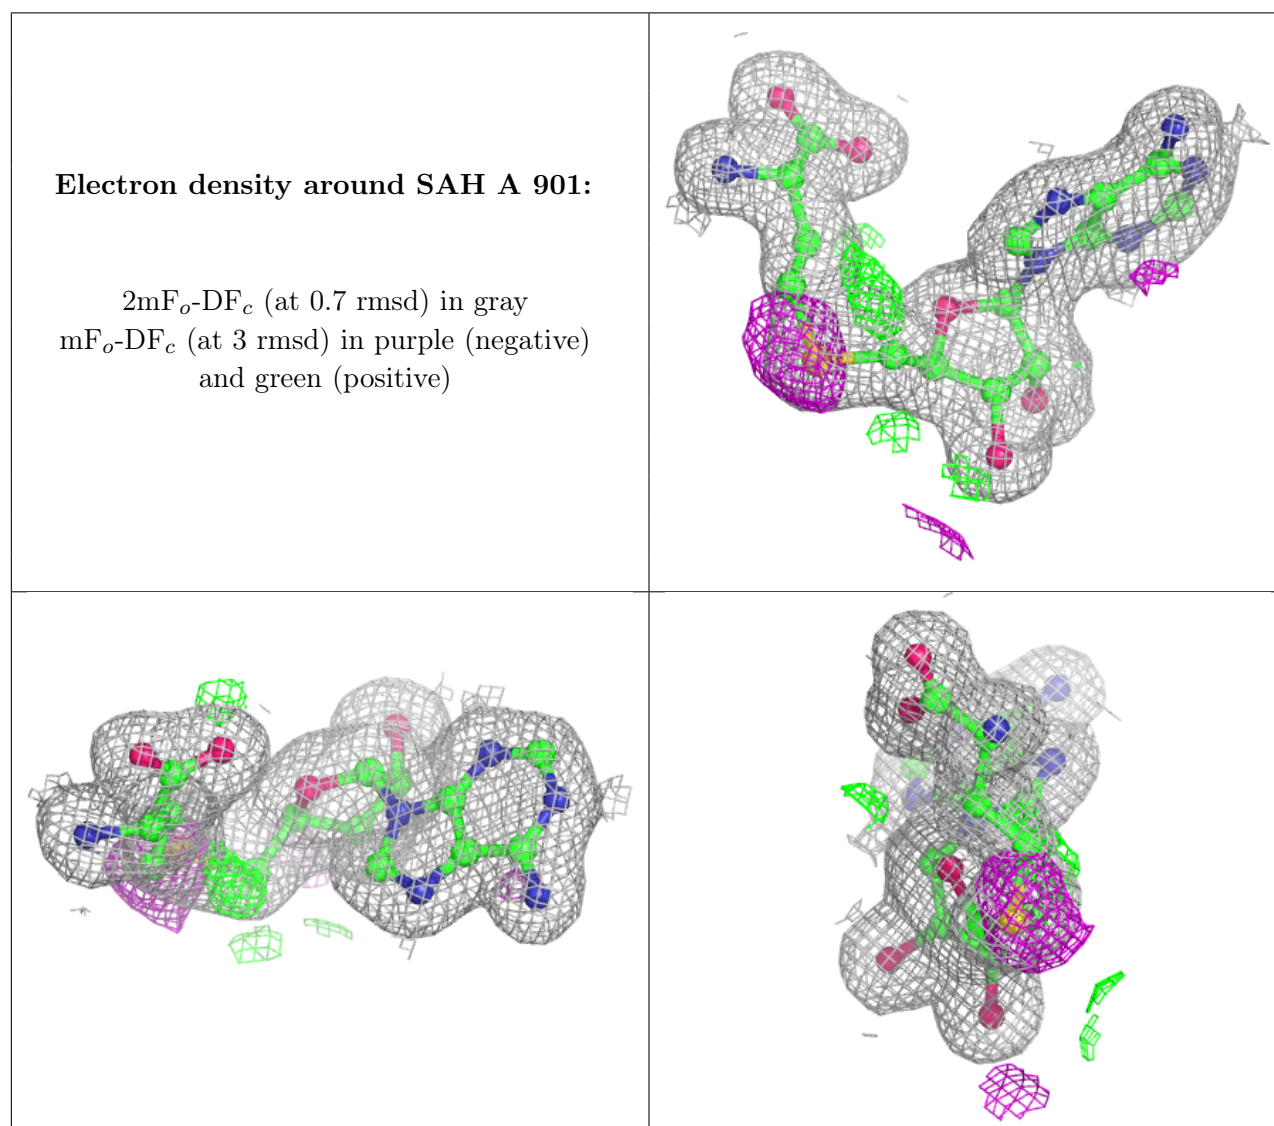 Electron density around SAH A 901:
2mFo-DFc (at 0.7 rmsd) in gray
mFo-DFc (at 3 rmsd) in purple (negative)
and green (positive)